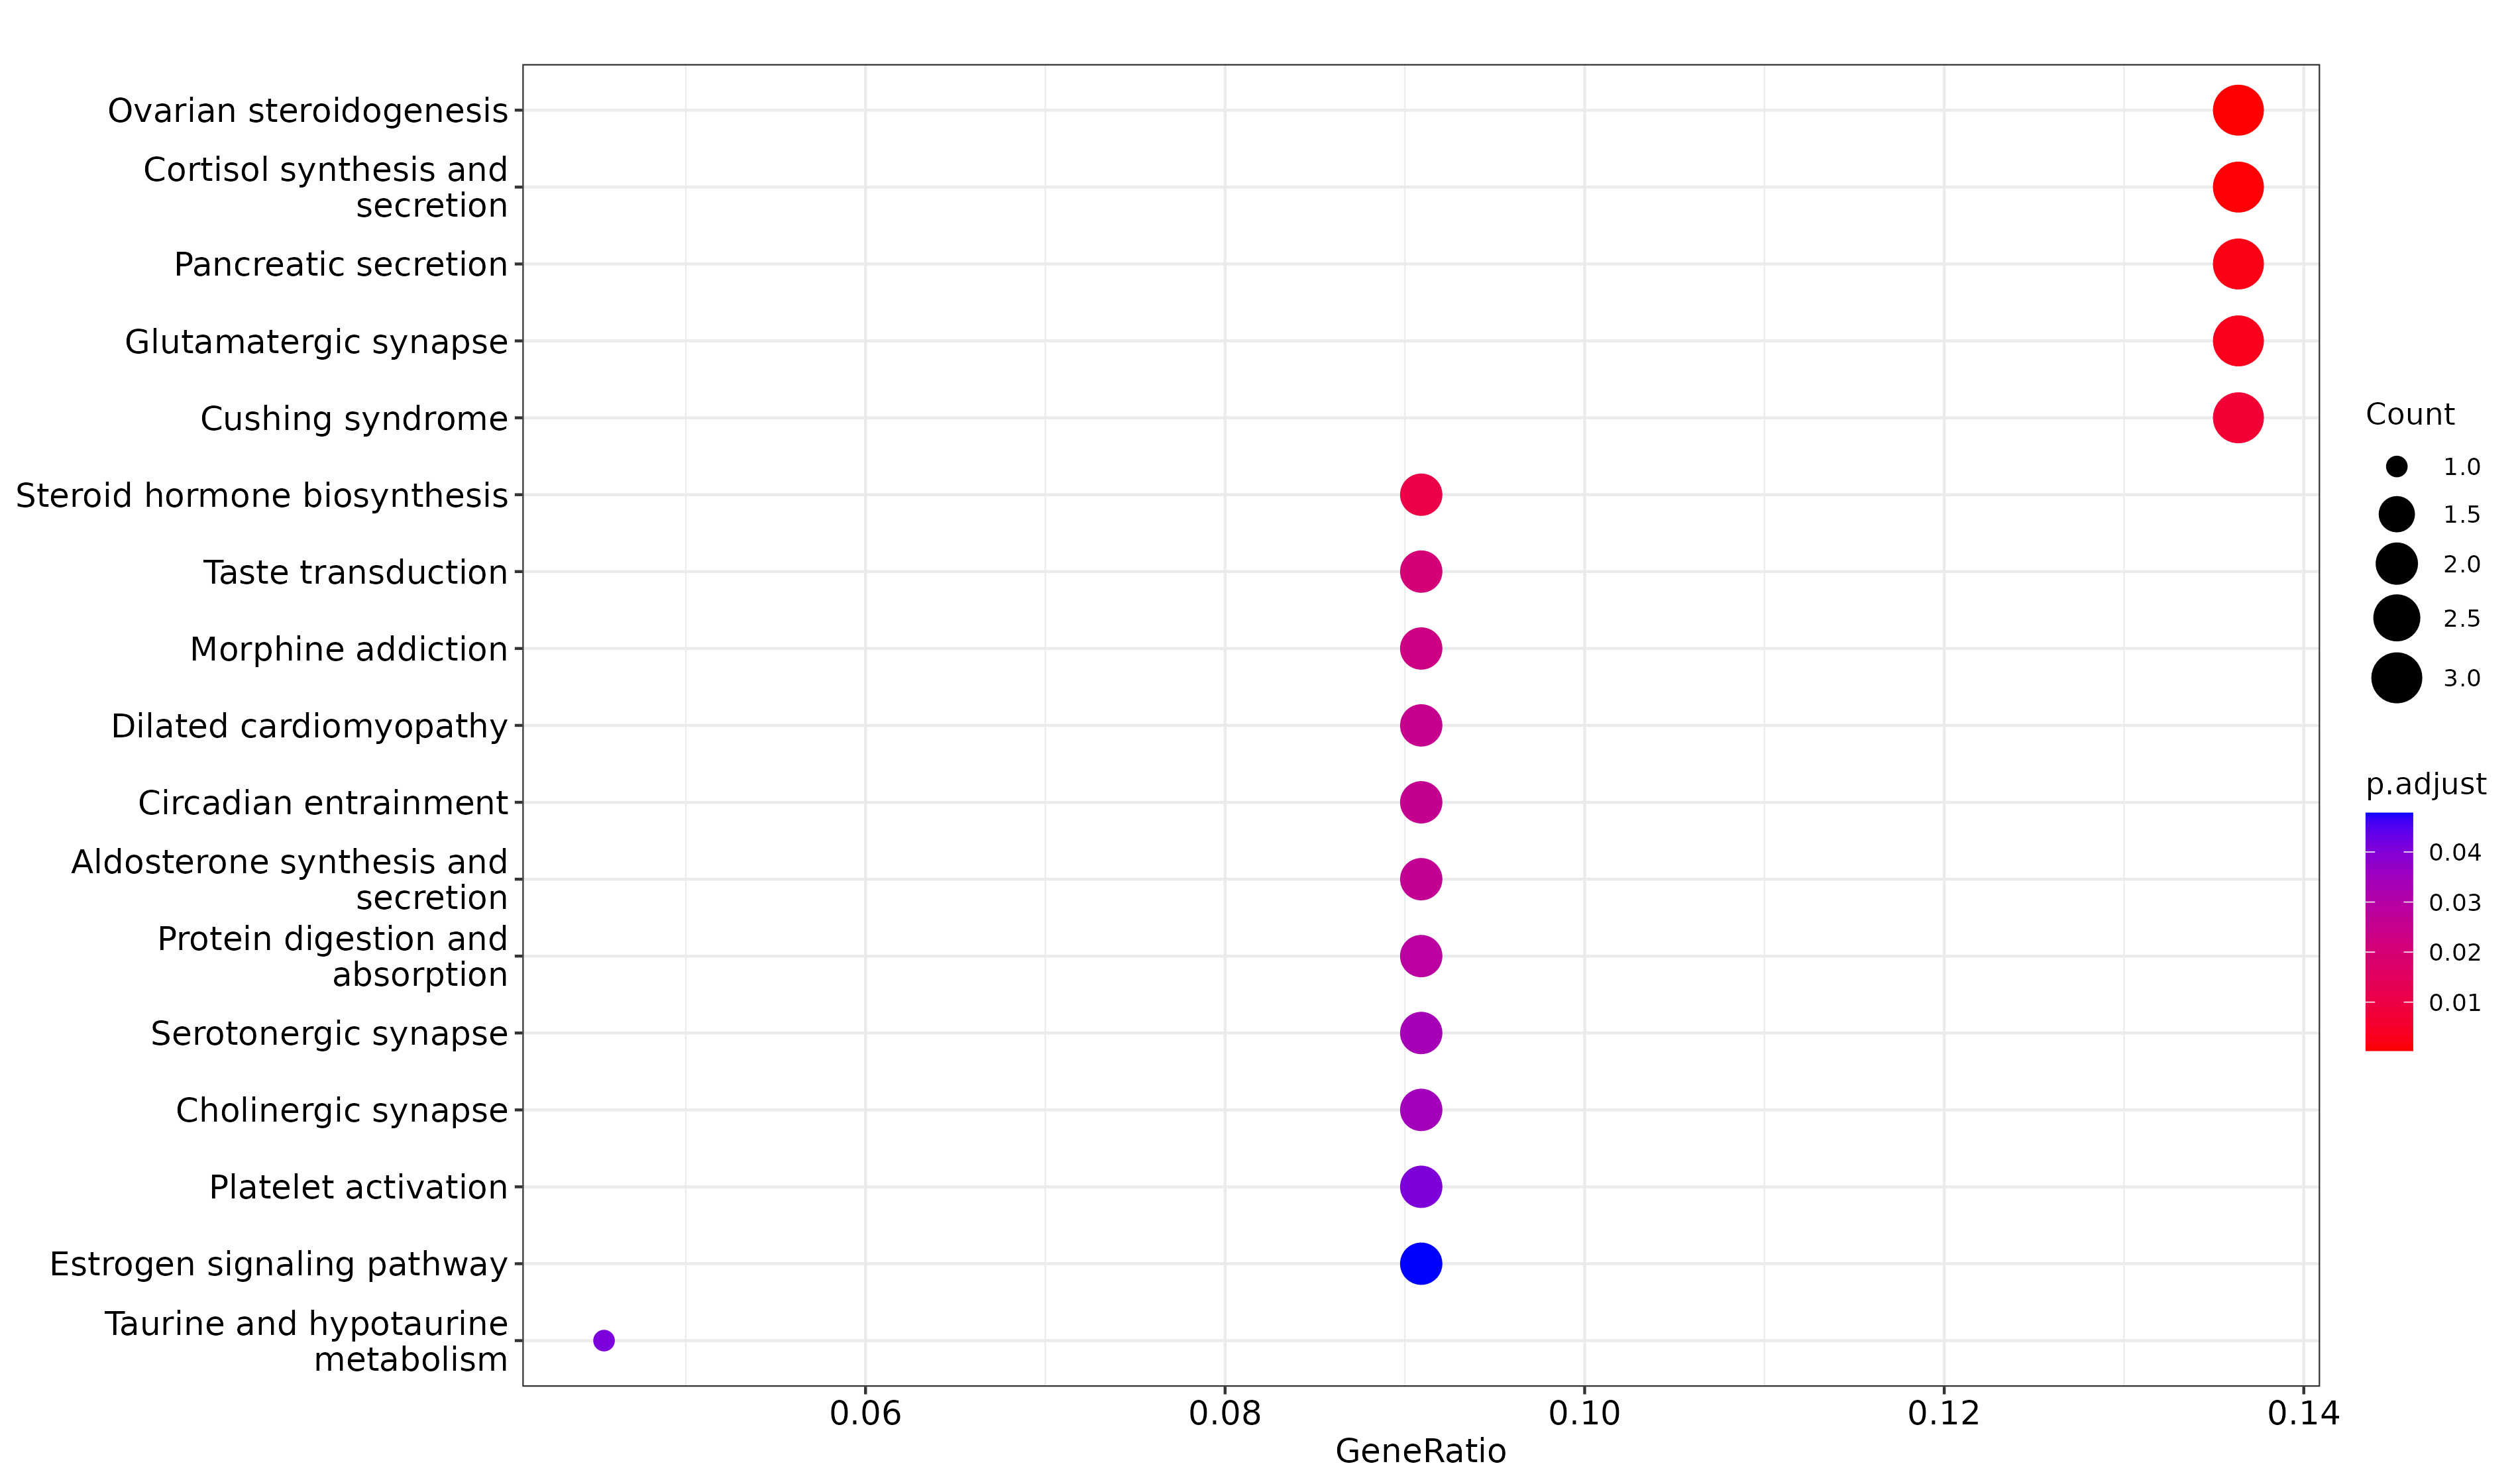 Ovarian steroidogenesis
Cortisol synthesis and
secretion
Pancreatic secretion
Glutamatergic synapse
Cushing syndrome
Steroid hormone biosynthesis
Taste transduction
Morphine addiction
Dilated cardiomyopathy
Circadian entrainment
Aldosterone synthesis and
secretion
Protein digestion and
absorption
Serotonergic synapse
Cholinergic synapse
Platelet activation
Estrogen signaling pathway
Taurine and hypotaurine
metabolism
0.06
0.08
0.10
0.12
0.14
GeneRatio
Count
1.0
1.5
2.0
2.5
3.0
p.adjust
0.04
0.03
0.02
0.01